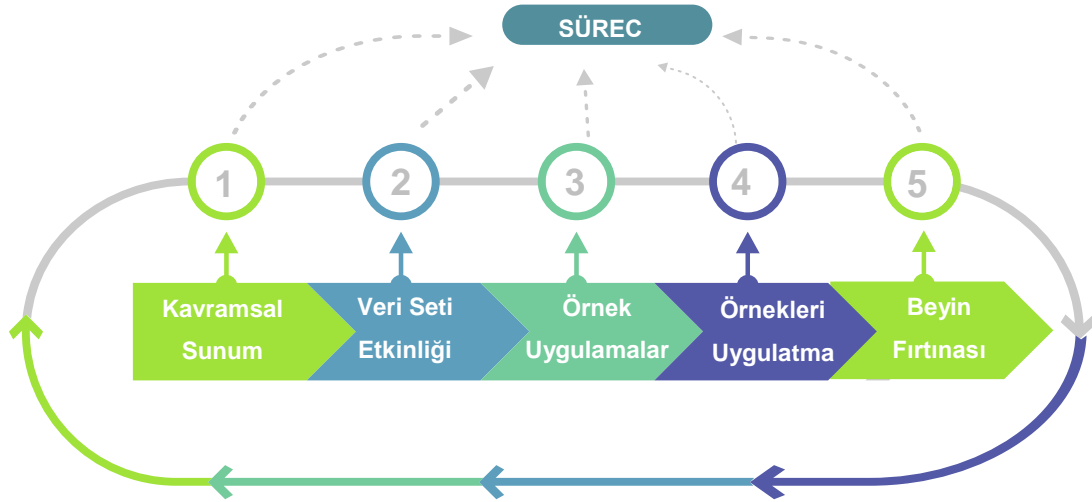 SÜREC
1
2
3
4
5
Kavramsal
Sunum
Veri Seti
Etkinliği
Örnek
Uygulamalar
Örnekleri
Uygulatma
Beyin
Fırtınası